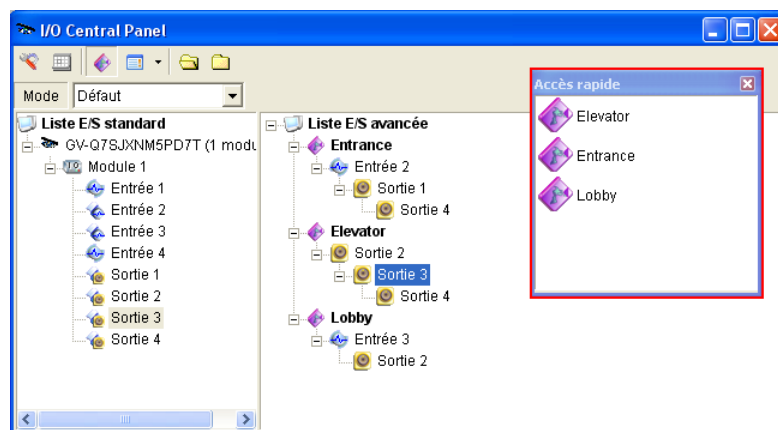 I/O Central Panel
Mode Défaut
Liste E/S standard
GV-Q7SJXNM5PD7T (1 modu
Module 1
Entrée 1
Entrée 2
Entrée 3
Entrée 4
Sortie 1
Sortie 2
Sortie 3
Sortie 4
Liste E/S avancée
Entrance
Entrée 2
Sortie 1
Sortie 4
Elevator
Sortie 2
Sortie 3
Sortie 4
Lobby
Entrée 3
Sortie 2
Accès rapide
Elevator
Entrance
Lobby